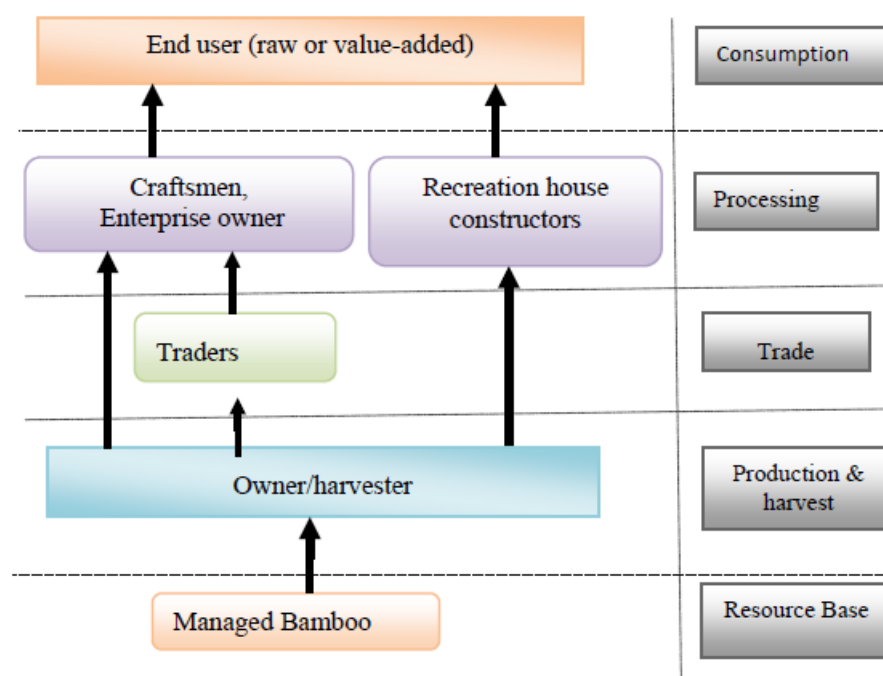 End user (raw or value-added)
Consumption
Craftsmen,
Enterprise owner
Recreation house
constructors
Processing
Traders
Trade
Owner/harvester
Production &
harvest
Managed Bamboo
Resource Base